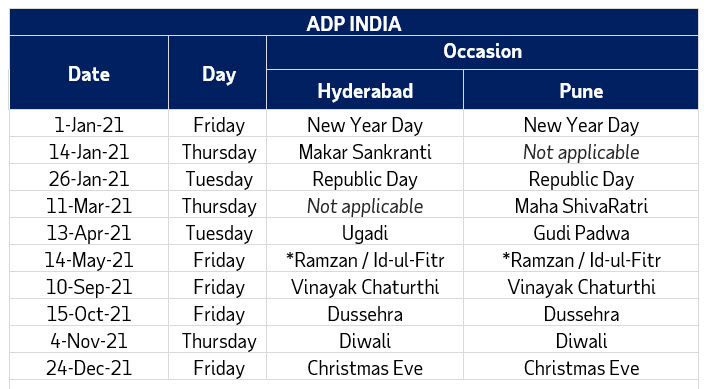 ADP INDIA
Date Day Occasion
Hyderabad Pune
1-Jan-21 Friday New Year Day New Year Day
14-Jan-21 Thursday Makar Sankranti Not applicable
26-Jan-21 Tuesday Republic Day Republic Day
11-Mar-21 Thursday Not applicable Maha ShivaRatri
13-Apr-21 Tuesday Ugadi Gudi Padwa
14-May-21 Friday *Ramzan / Id-ul-Fitr *Ramzan / Id-ul-Fitr
10-Sep-21 Friday Vinayak Chaturthi Vinayak Chaturthi
15-Oct-21 Friday Dussehra Dussehra
4-Nov-21 Thursday Diwali Diwali
24-Dec-21 Friday Christmas Eve Christmas Eve